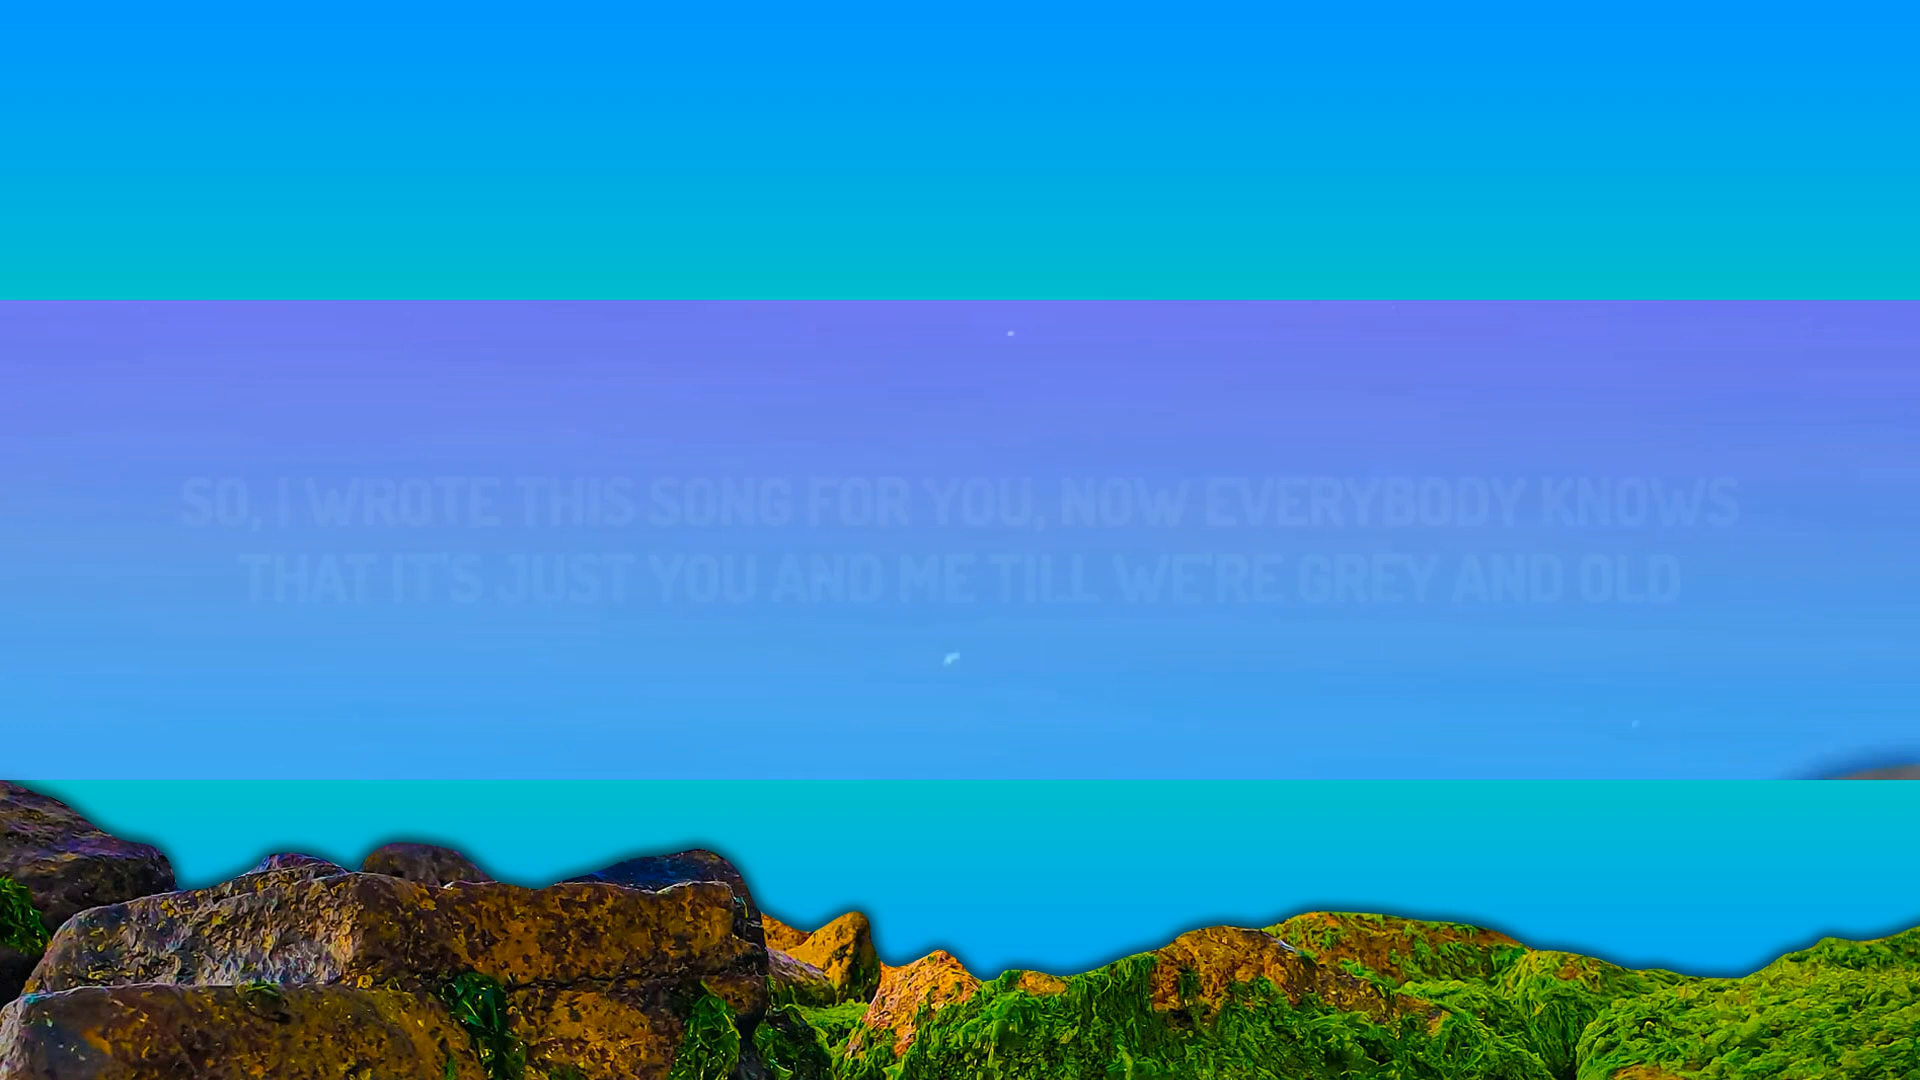 SO, I WROTE THIS SONG FOR YOU, NOW EVERYBODY KNOWS
THAT IT'S JUST YOU AND ME TILL WE'RE GREY AND OLD